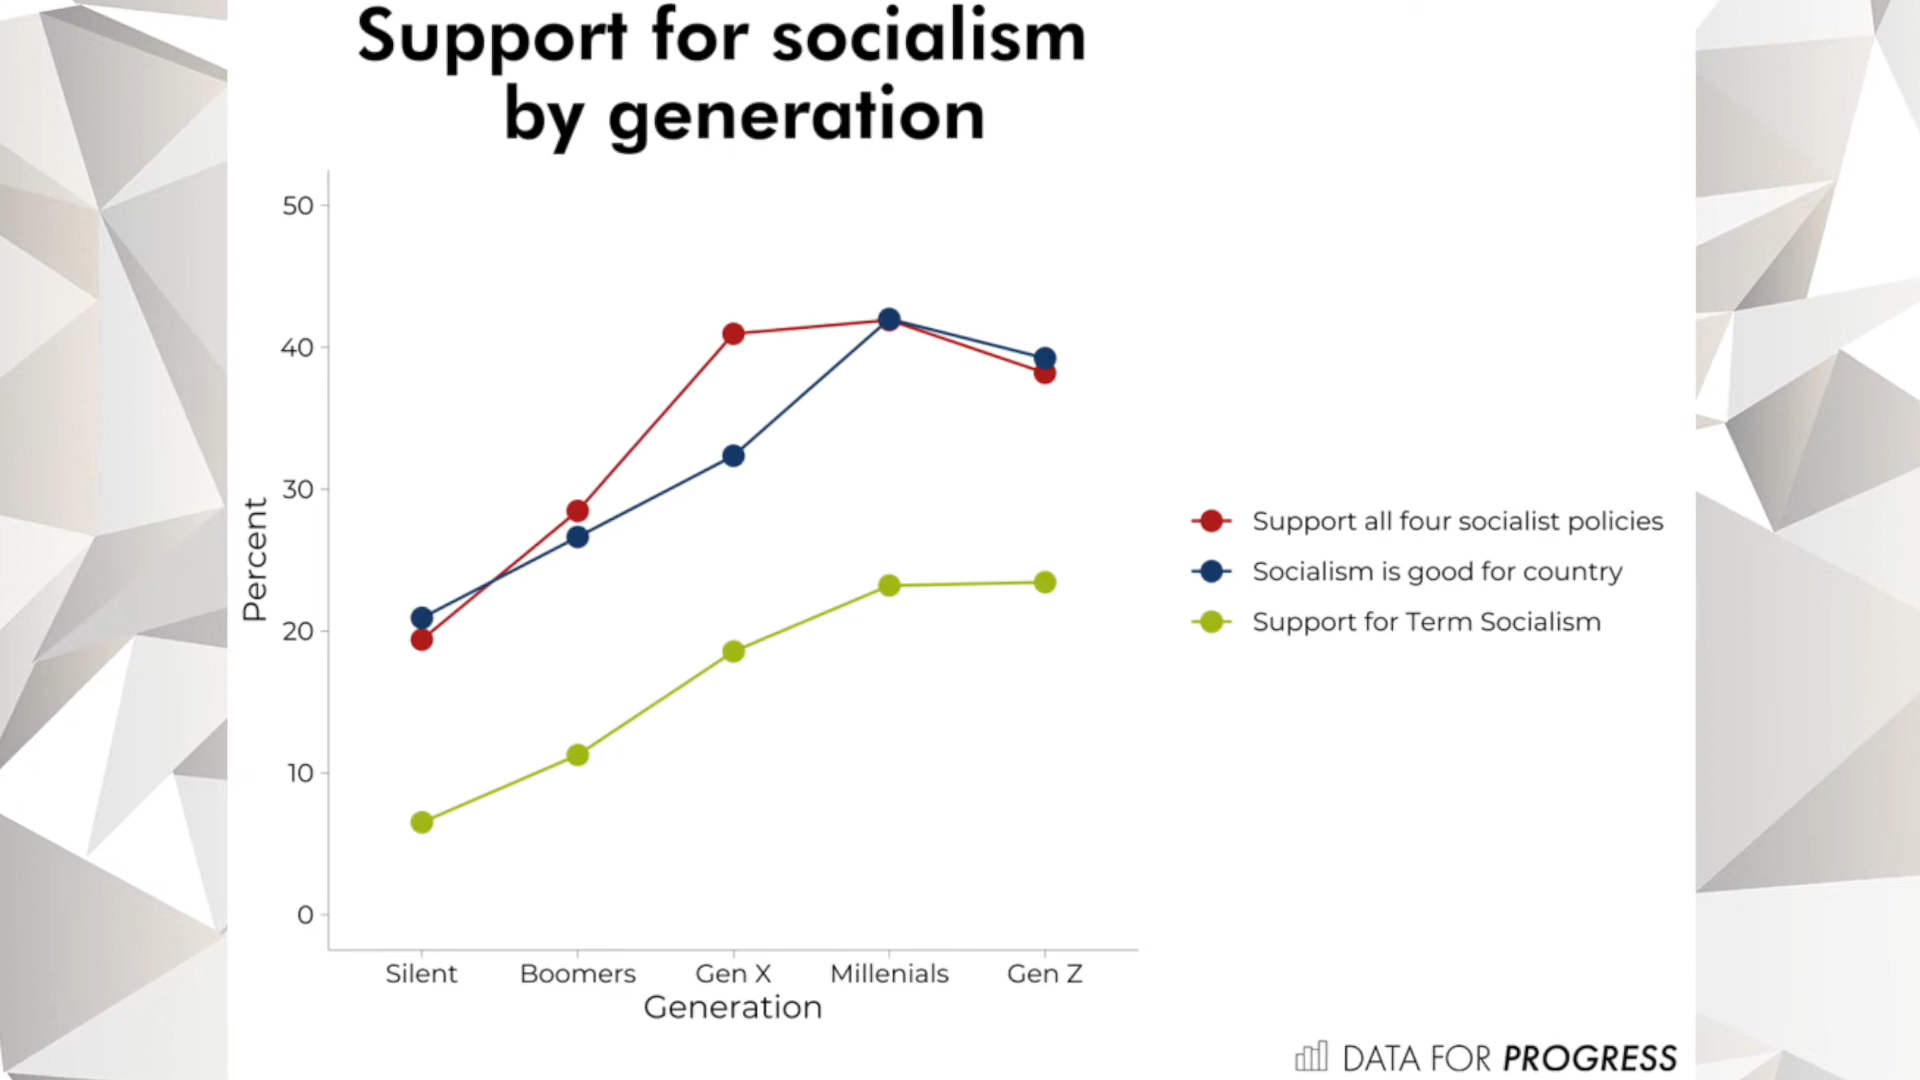 Support for socialism
by generation
50
40
30
20
10
0
Percent
Silent Boomers Gen X Millenials Gen Z
Generation
Support all four socialist policies
Socialism is good for country
Support for Term Socialism
DATA FOR PROGRESS